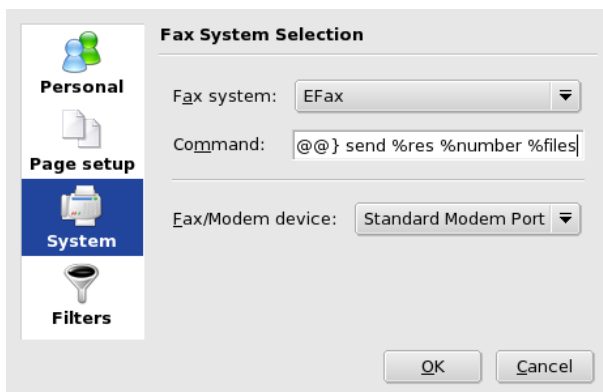 Personal
Page setup
System
Filters
Fax System Selection
Fax system: EFax
Command: @@} send %res %number %files
Fax/Modem device: Standard Modem Port
OK Cancel